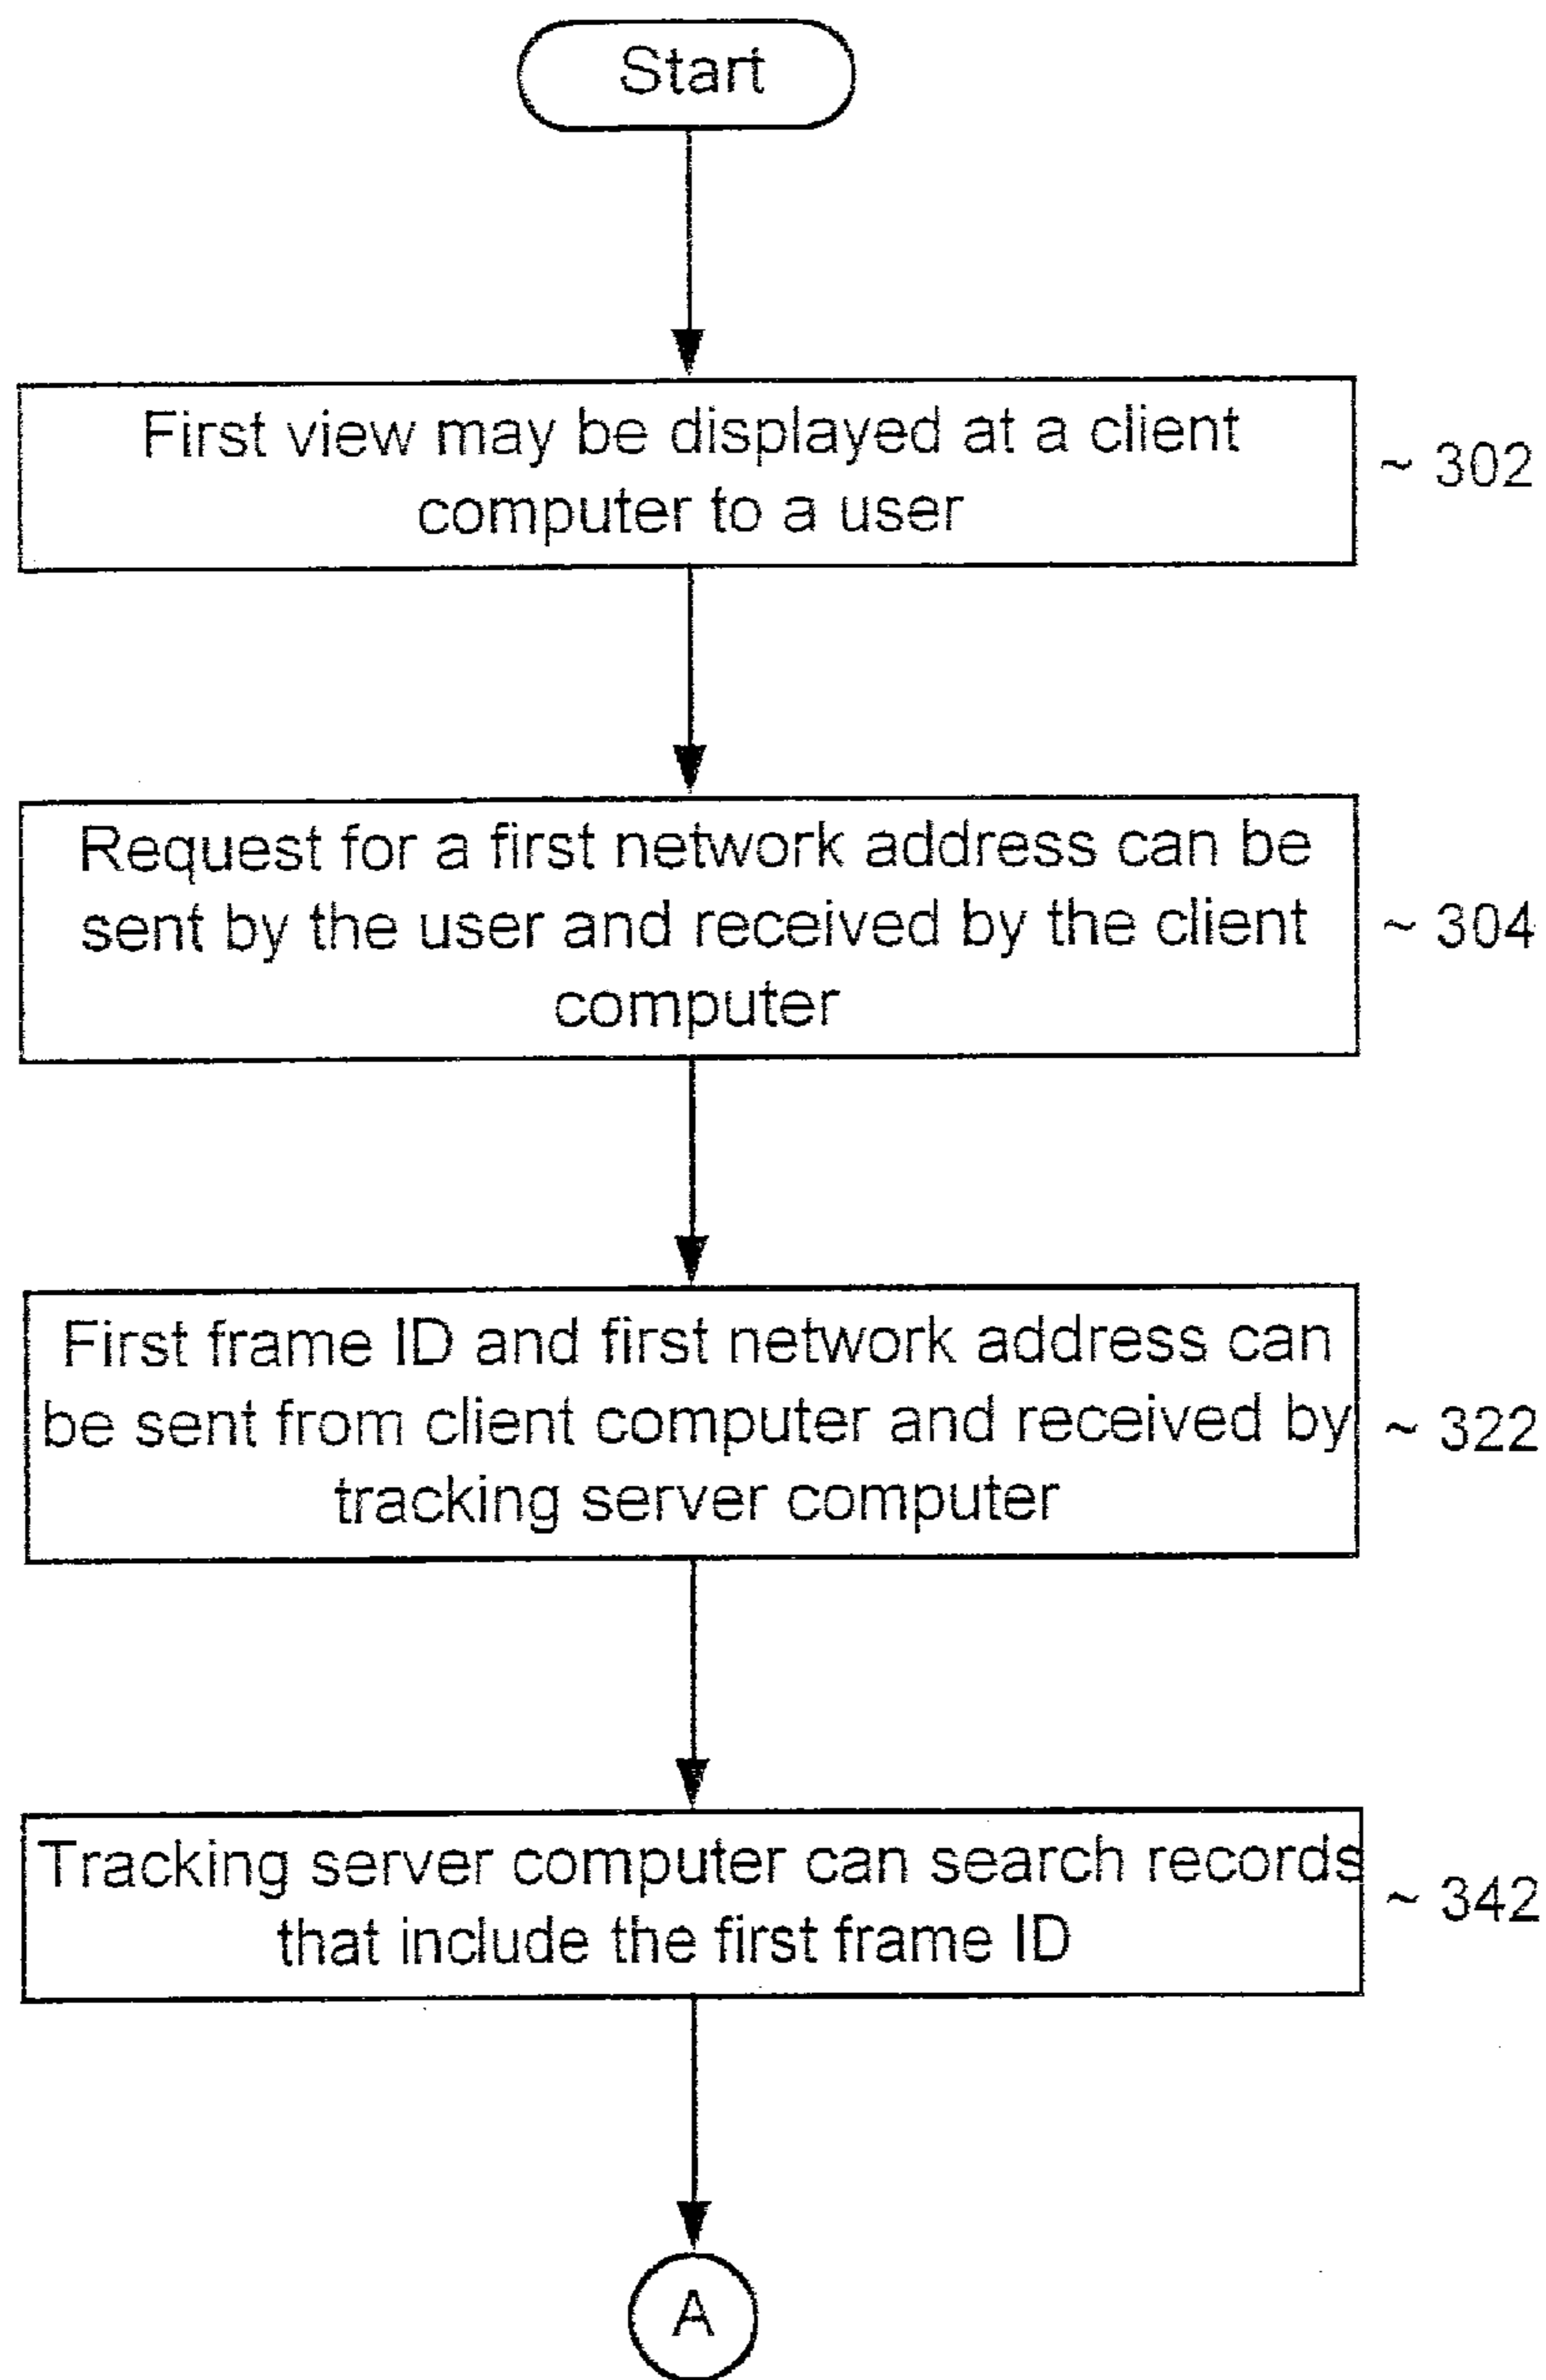 Start
First view may be displayed at a client
computer to a user
~ 302
Request for a first network address can be
sent by the user and received by the client
computer
~ 304
First frame ID and first network address can
be sent from client computer and received by
tracking server computer
~ 322
Tracking server computer can search records
that include the first frame ID
~ 342
A